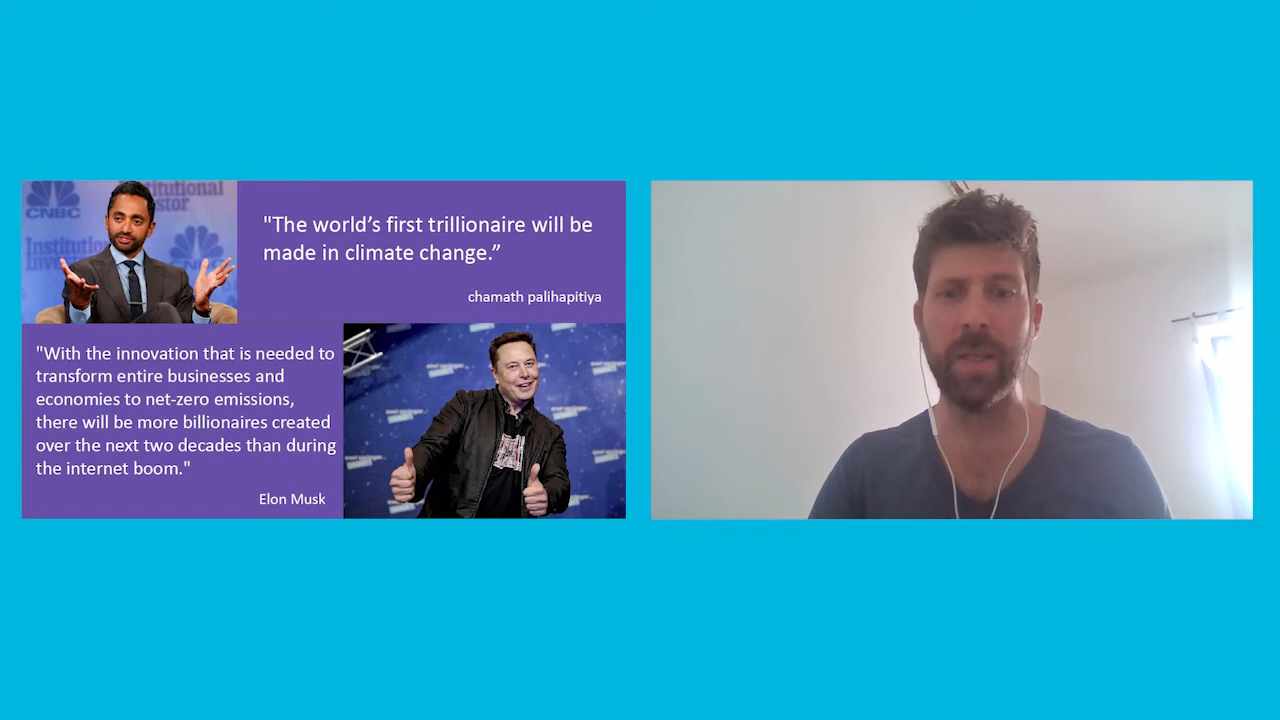 CNBC
Institutional
Investor
"The world’s first trillionaire will be
made in climate change.”
chamath palihapitiya
"With the innovation that is needed to
transform entire businesses and
economies to net-zero emissions,
there will be more billionaires created
over the next two decades than during
the internet boom."
Elon Musk